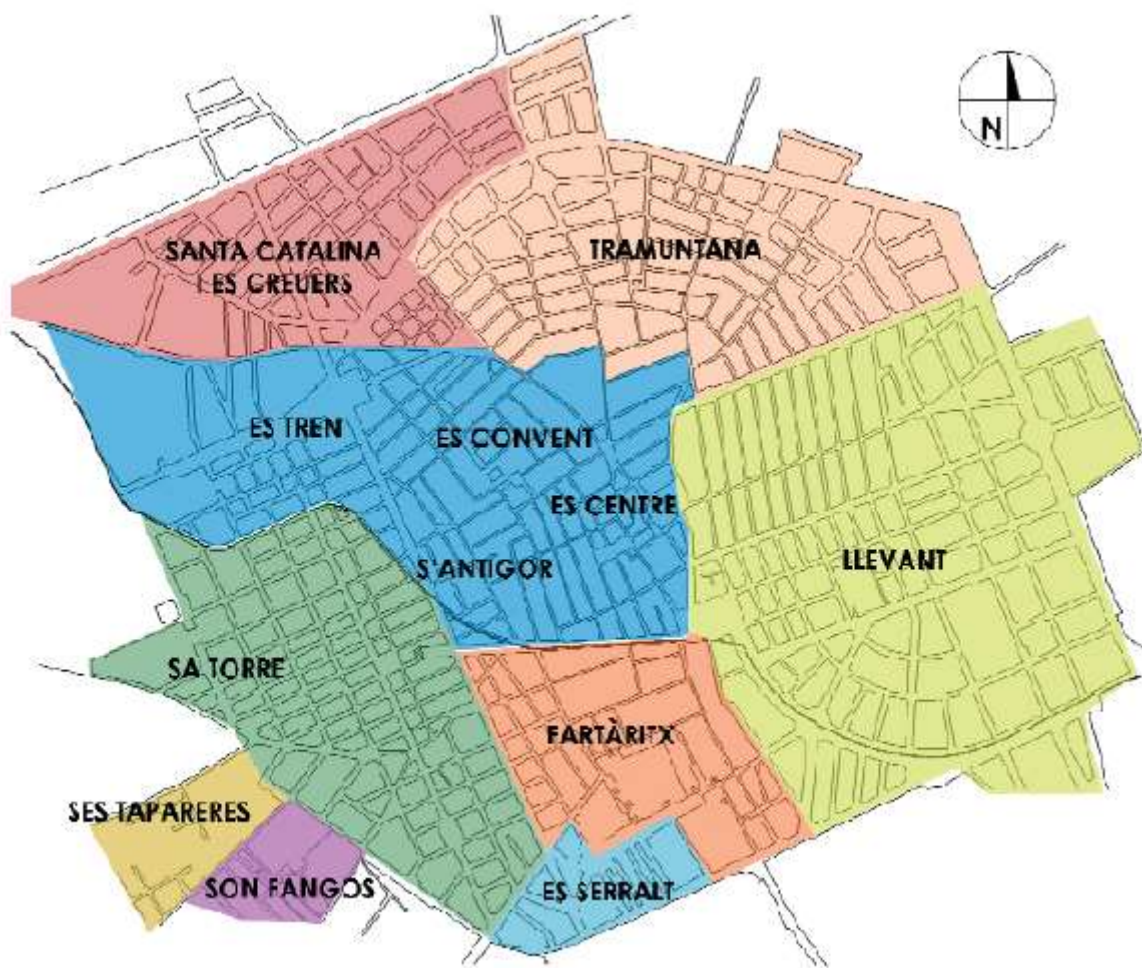 N
SANTA CATALINA
I ES CREUERS
TRAMUNTANA
ES TREN
ES CONVENT
ES CENTRE
S'ANTIGOR
LLEVANT
SA TORRE
FARTÀRITX
SES TAPARERES
SON FANGOS
ES SERRALT